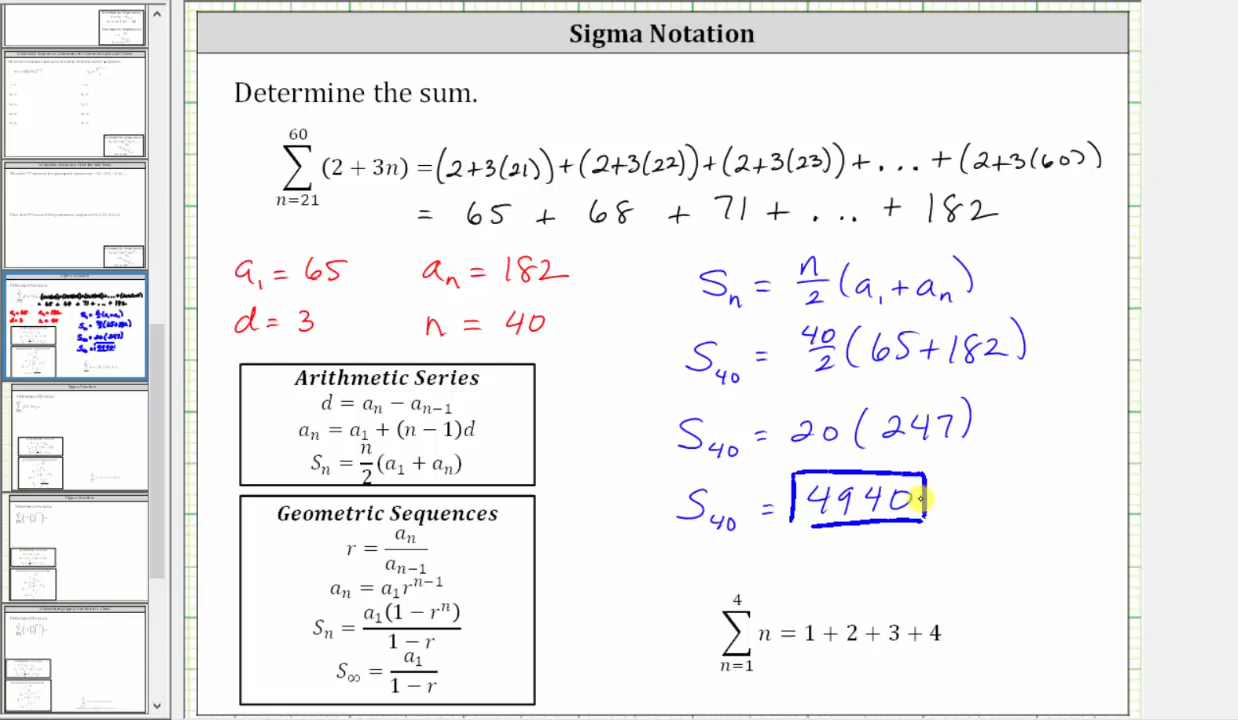 Sigma Notation
Determine the sum.
60
∑ (2 + 3n) = (2+3(21)) + (2+3(22)) + (2+3(23)) + . . . + (2+3(60))
n=21
= 65 + 68 + 71 + . . . + 182
a₁ = 65 aₙ = 182
d = 3 n = 40
Sₙ = n/2 (a₁ + aₙ)
S₄₀ = 40/2 (65 + 182)
S₄₀ = 20 (247)
S₄₀ = 4940
Arithmetic Series
d = aₙ − aₙ₋₁
aₙ = a₁ + (n − 1)d
Sₙ = n/2 (a₁ + aₙ)
Geometric Sequences
r = aₙ/aₙ₋₁
aₙ = a₁rⁿ⁻¹
Sₙ = a₁(1 − rⁿ)/1 − r
S∞ = a₁/1 − r
4
∑ n = 1 + 2 + 3 + 4
n=1